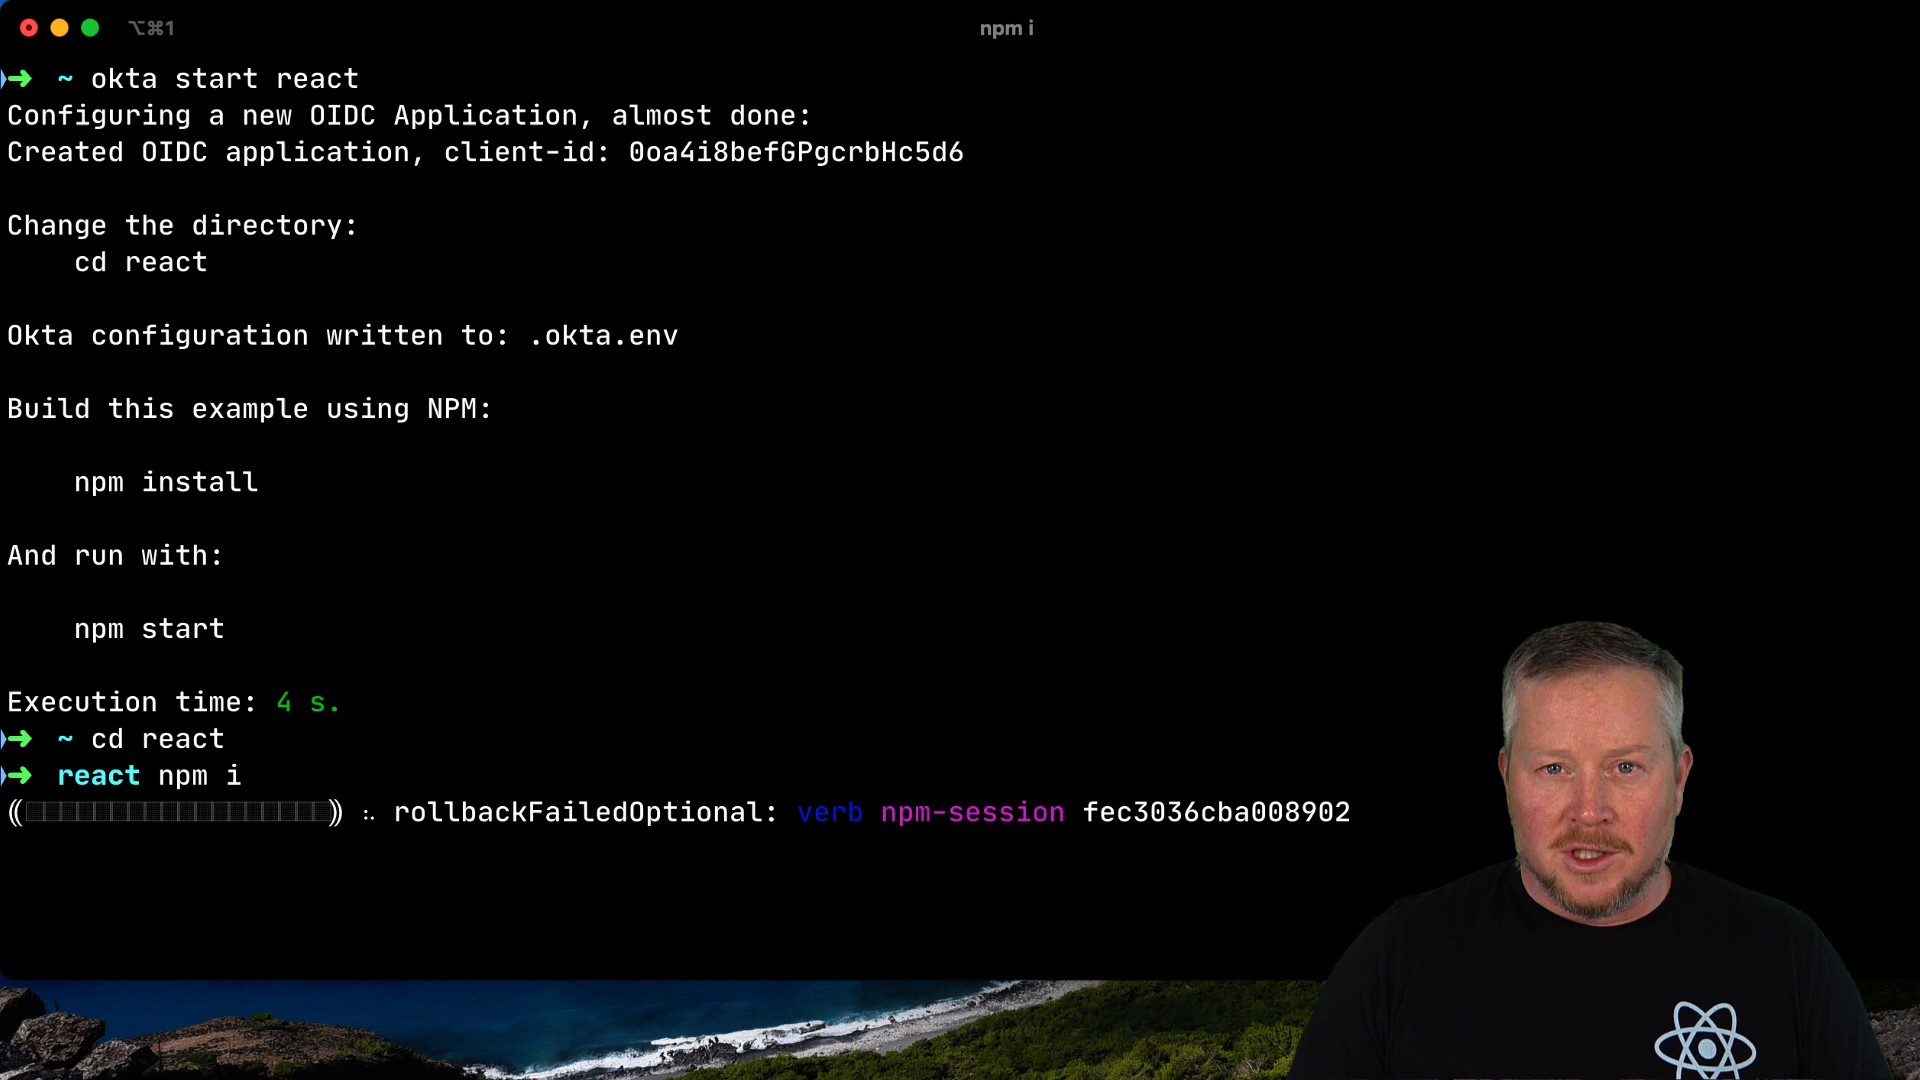 ⌥⌘1
npm i
➜ ~ okta start react
Configuring a new OIDC Application, almost done:
Created OIDC application, client-id: 0oa4i8befGPgcrbHc5d6
Change the directory:
cd react
Okta configuration written to: .okta.env
Build this example using NPM:
npm install
And run with:
npm start
Execution time: 4 s.
➜ ~ cd react
➜ react npm i
rollbackFailedOptional: verb npm-session fec3036cba008902